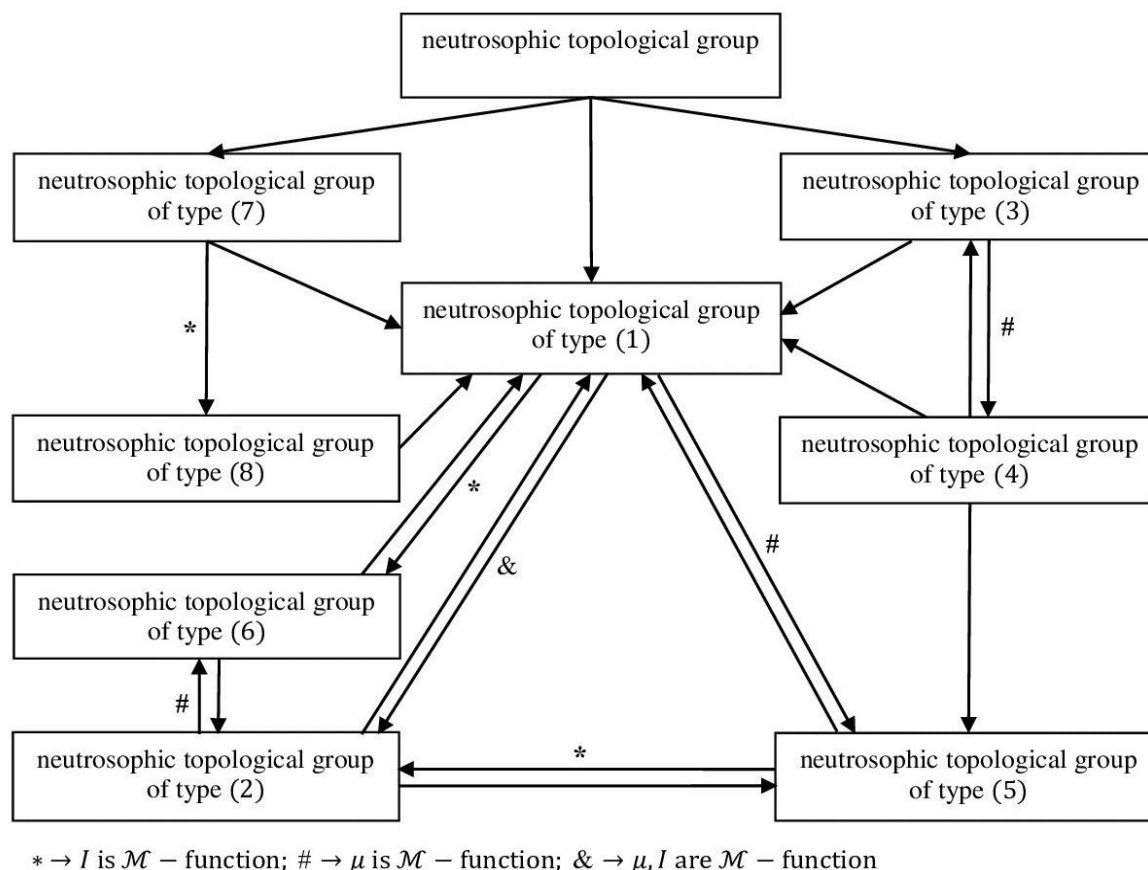 neutrosophic topological group
neutrosophic topological group
of type (7)
neutrosophic topological group
of type (3)
neutrosophic topological group
of type (1)
*
#
neutrosophic topological group
of type (8)
neutrosophic topological group
of type (4)
*
#
&
neutrosophic topological group
of type (6)
#
neutrosophic topological group
of type (2)
*
neutrosophic topological group
of type (5)
* → I is ℳ − function; # → μ is ℳ − function; & → μ, I are ℳ − function